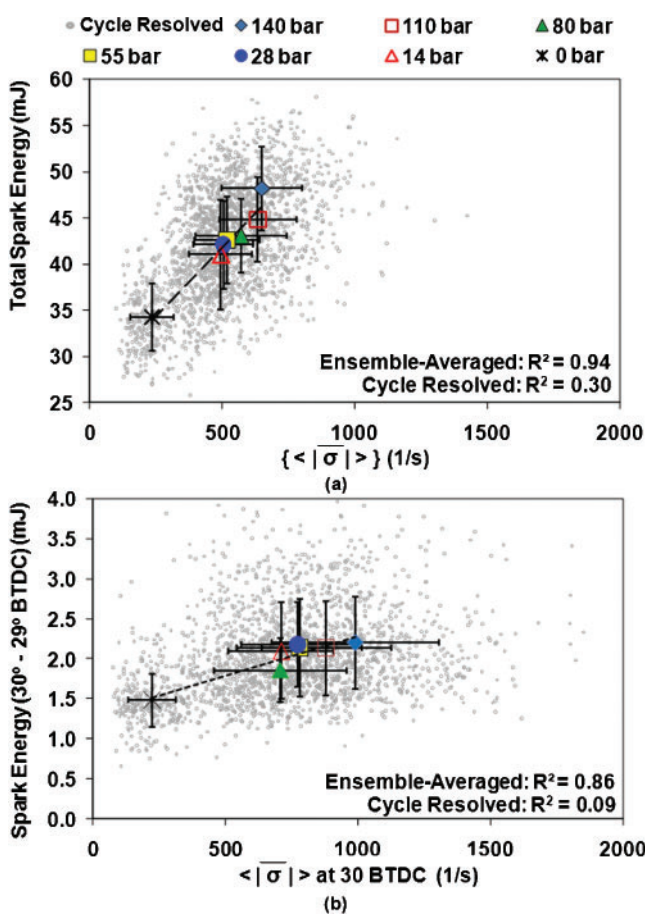 Cycle Resolved 140 bar 110 bar 80 bar
55 bar 28 bar 14 bar 0 bar
60
55
50
45
40
35
30
25
Total Spark Energy (mJ)
Ensemble-Averaged: R² = 0.94
Cycle Resolved: R² = 0.30
0 500 1000 1500 2000
{ < | σ̅ | > } (1/s)
(a)
4.0
3.5
3.0
2.5
2.0
1.5
1.0
0.5
0.0
Spark Energy (30º - 29º BTDC) (mJ)
Ensemble-Averaged: R² = 0.86
Cycle Resolved: R² = 0.09
0 500 1000 1500 2000
< | σ̅ | > at 30 BTDC (1/s)
(b)